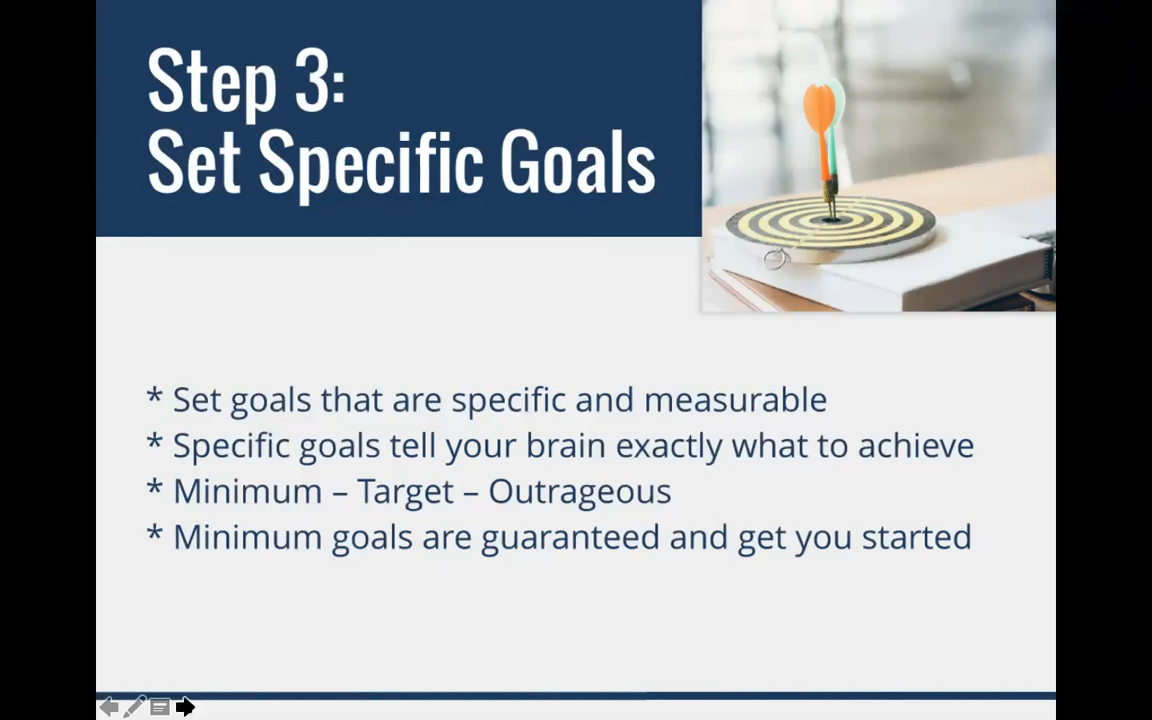 Step 3:
Set Specific Goals
* Set goals that are specific and measurable
* Specific goals tell your brain exactly what to achieve
* Minimum – Target – Outrageous
* Minimum goals are guaranteed and get you started